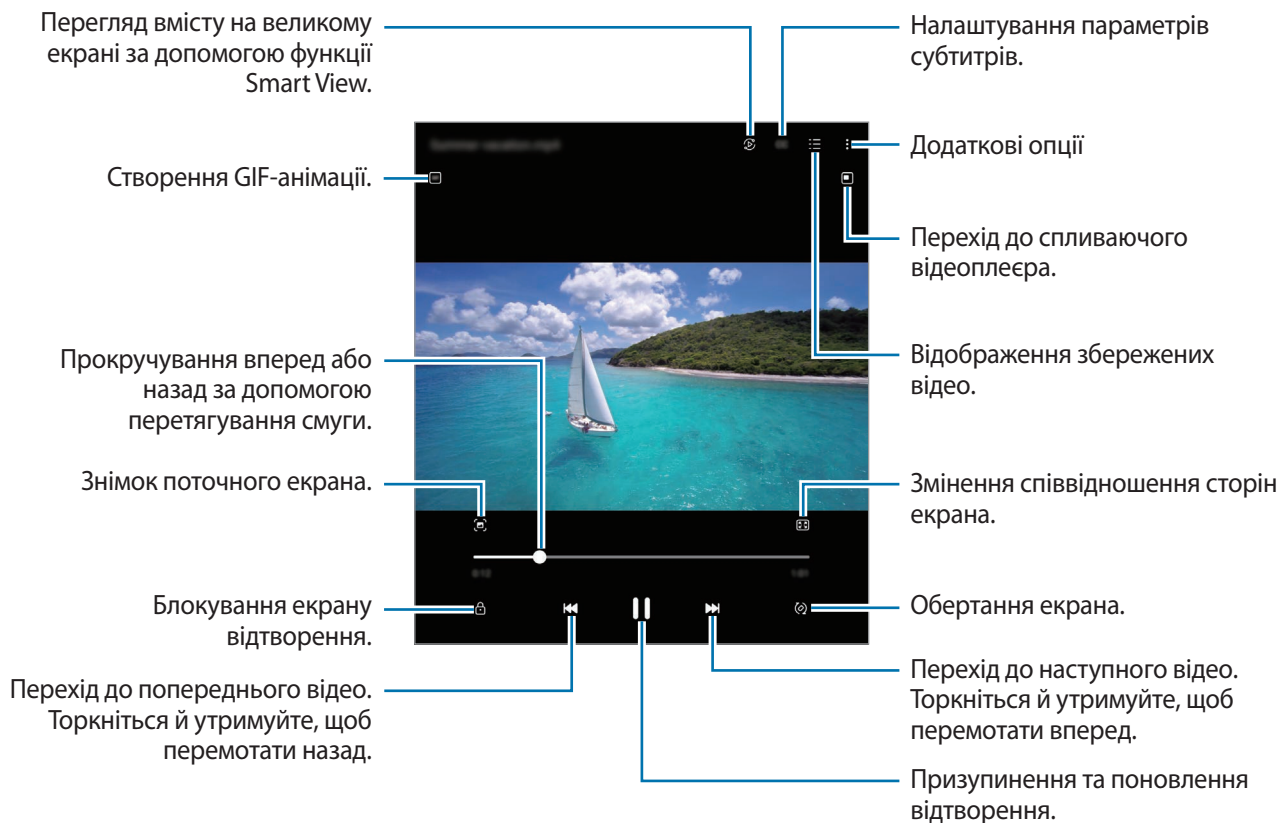 Перегляд вмісту на великому
екрані за допомогою функції
Smart View.
Налаштування параметрів
субтитрів.
Додаткові опції
Створення GIF-анімації.
Перехід до спливаючого
відеоплеєра.
Прокручування вперед або
назад за допомогою
перетягування смуги.
Відображення збережених
відео.
Знімок поточного екрана.
Змінення співвідношення сторін
екрана.
Блокування екрану
відтворення.
Обертання екрана.
Перехід до попереднього відео.
Торкніться й утримуйте, щоб
перемотати назад.
Перехід до наступного відео.
Торкніться й утримуйте, щоб
перемотати вперед.
Призупинення та поновлення
відтворення.